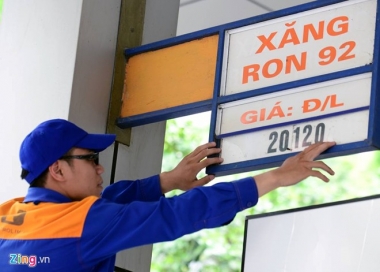 XĂNG
RON 92
GIÁ: Đ/L
20120
Zing.vn